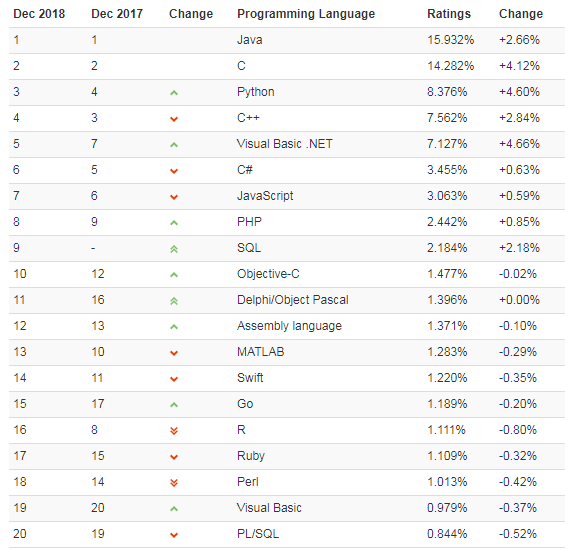 Dec 2018 Dec 2017 Change Programming Language Ratings Change
1 1 Java 15.932% +2.66%
2 2 C 14.282% +4.12%
3 4 Python 8.376% +4.60%
4 3 C++ 7.562% +2.84%
5 7 Visual Basic .NET 7.127% +4.66%
6 5 C# 3.455% +0.63%
7 6 JavaScript 3.063% +0.59%
8 9 PHP 2.442% +0.85%
9 - SQL 2.184% +2.18%
10 12 Objective-C 1.477% -0.02%
11 16 Delphi/Object Pascal 1.396% +0.00%
12 13 Assembly language 1.371% -0.10%
13 10 MATLAB 1.283% -0.29%
14 11 Swift 1.220% -0.35%
15 17 Go 1.189% -0.20%
16 8 R 1.111% -0.80%
17 15 Ruby 1.109% -0.32%
18 14 Perl 1.013% -0.42%
19 20 Visual Basic 0.979% -0.37%
20 19 PL/SQL 0.844% -0.52%